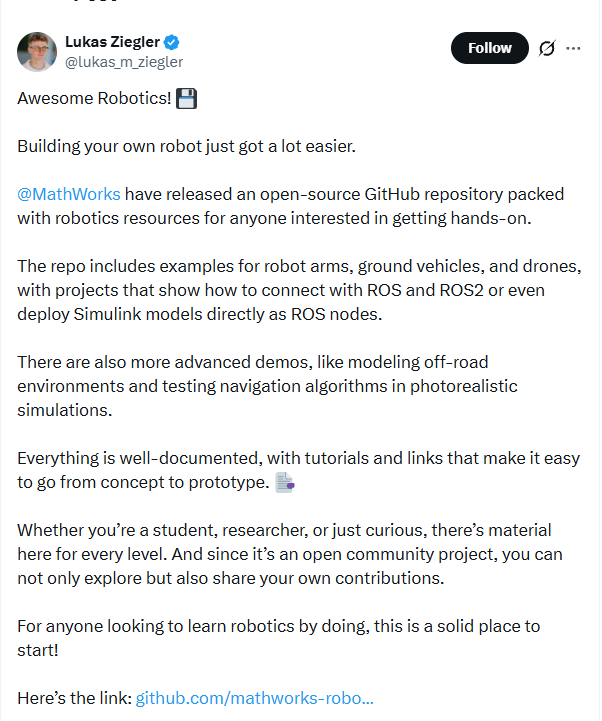 Lukas Ziegler
Follow
@lukas_m_ziegler
Awesome Robotics! 💾
Building your own robot just got a lot easier.
@MathWorks have released an open-source GitHub repository packed
with robotics resources for anyone interested in getting hands-on.
The repo includes examples for robot arms, ground vehicles, and drones,
with projects that show how to connect with ROS and ROS2 or even
deploy Simulink models directly as ROS nodes.
There are also more advanced demos, like modeling off-road
environments and testing navigation algorithms in photorealistic
simulations.
Everything is well-documented, with tutorials and links that make it easy
to go from concept to prototype.
Whether you’re a student, researcher, or just curious, there’s material
here for every level. And since it’s an open community project, you can
not only explore but also share your own contributions.
For anyone looking to learn robotics by doing, this is a solid place to
start!
Here’s the link: github.com/mathworks-robo...